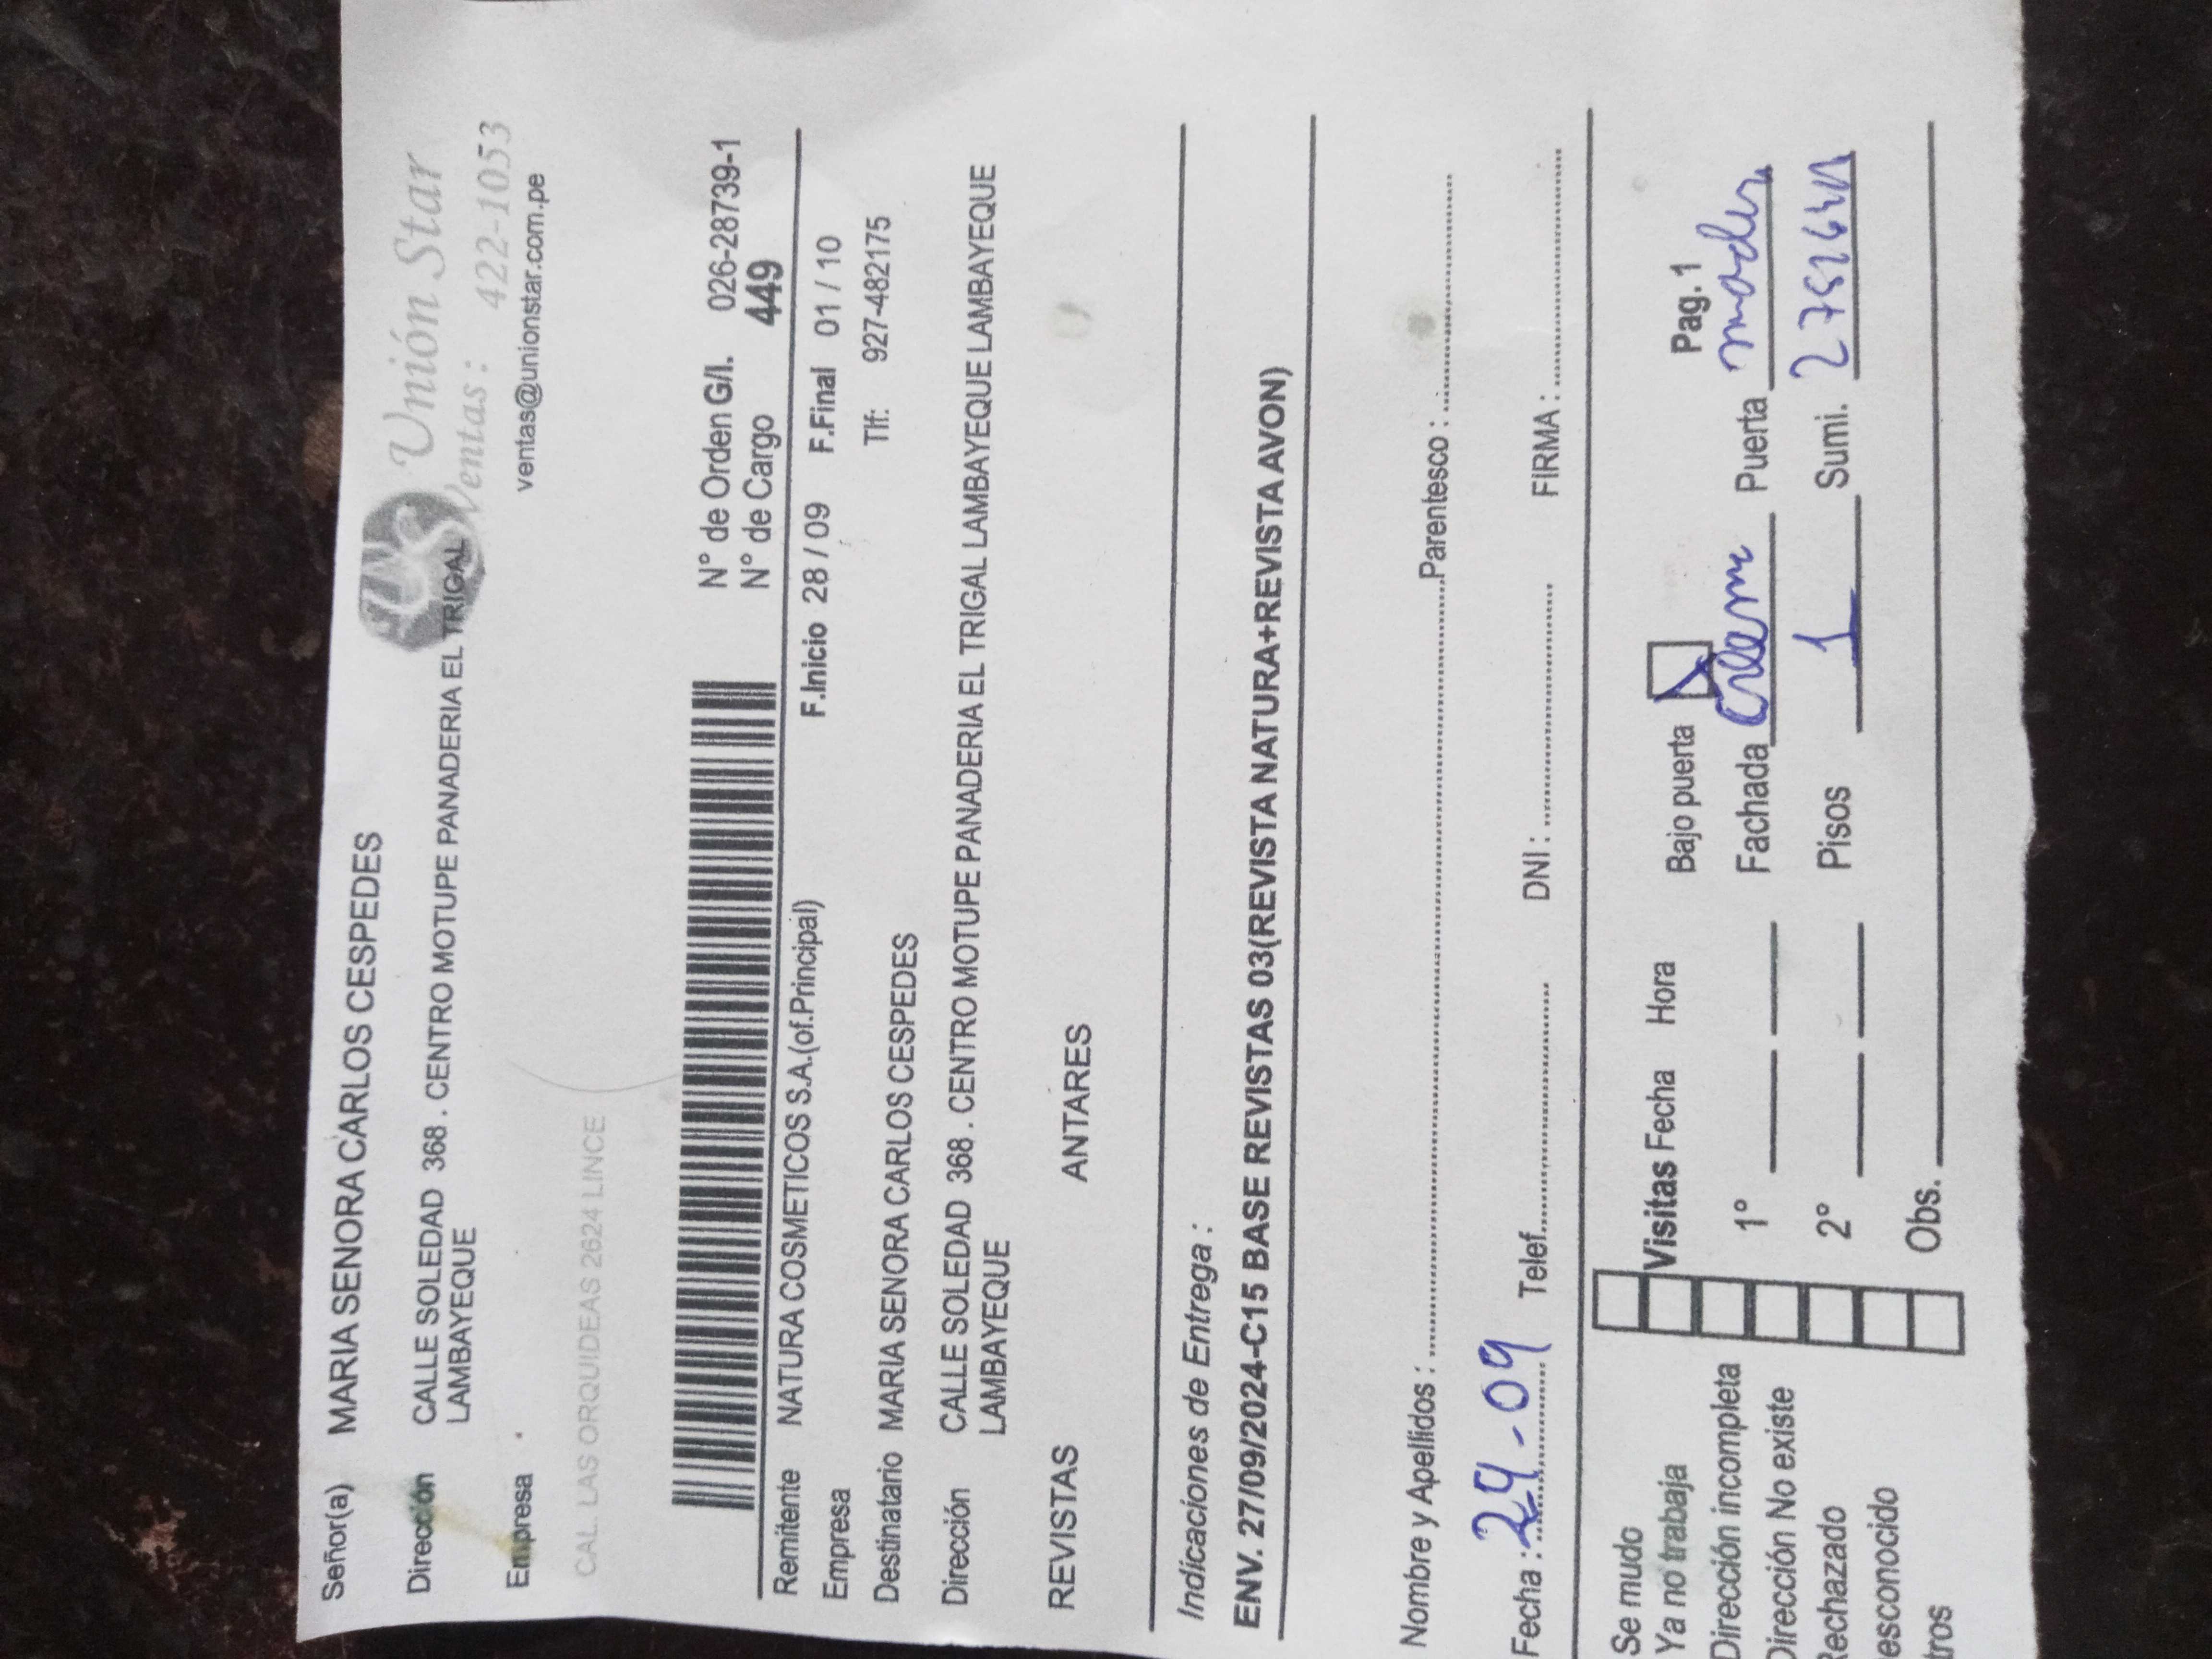 Señor(a) MARIA SENORA CARLOS CESPEDES
Unión Star
Dirección CALLE SOLEDAD 368 . CENTRO MOTUPE PANADERIA EL TRIGAL
LAMBAYEQUE
Ventas : 422-1053
Empresa .
ventas@unionstar.com.pe
CAL. LAS ORQUIDEAS 2624 LINCE
N° de Orden G/I. 026-28739-1
N° de Cargo 449
Remitente NATURA COSMETICOS S.A.(of.Principal) F.Inicio 28 / 09 F.Final 01 / 10
Empresa Tlf: 927-482175
Destinatario MARIA SENORA CARLOS CESPEDES
Dirección CALLE SOLEDAD 368 . CENTRO MOTUPE PANADERIA EL TRIGAL LAMBAYEQUE LAMBAYEQUE
LAMBAYEQUE
REVISTAS ANTARES
Indicaciones de Entrega :
ENV. 27/09/2024-C15 BASE REVISTAS 03(REVISTA NATURA+REVISTA AVON)
Nombre y Apellidos : Parentesco :
Fecha : 29-09 Telef. DNI : FIRMA :
Se mudo
Ya no trabaja Visitas Fecha Hora Bajo puerta Pag. 1
Dirección incompleta 1° Fachada Puerta
Dirección No existe
Rechazado 2° Pisos 1 Sumi.
esconocido
tros Obs.